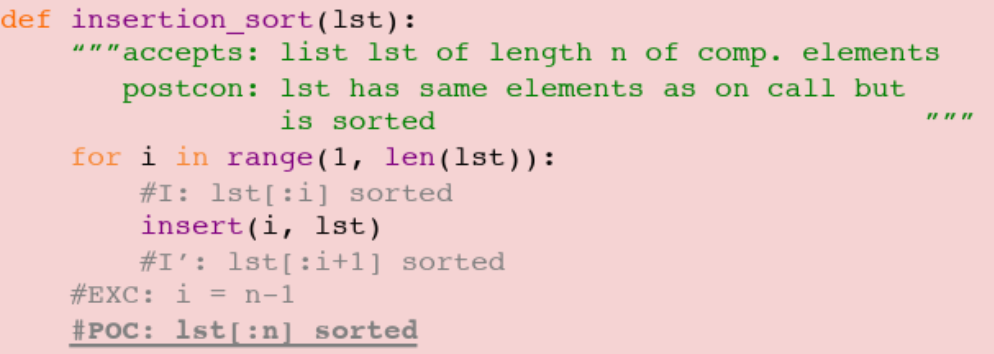 def insertion_sort(lst):
"""accepts: list lst of length n of comp. elements
postcon: lst has same elements as on call but
is sorted """
for i in range(1, len(lst)):
#I: lst[:i] sorted
insert(i, lst)
#I′: lst[:i+1] sorted
#EXC: i = n-1
#POC: lst[:n] sorted